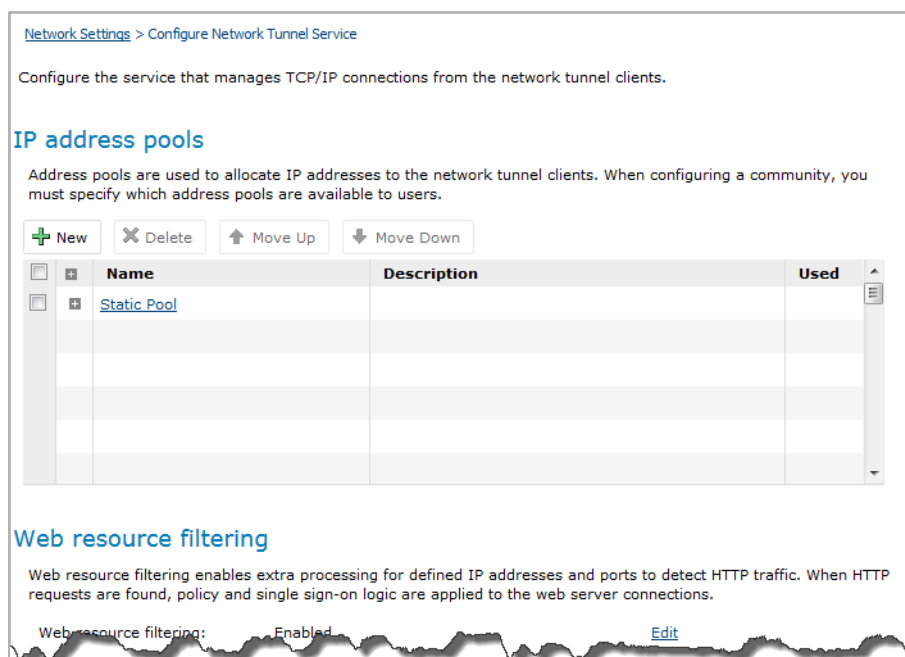 Network Settings > Configure Network Tunnel Service
Configure the service that manages TCP/IP connections from the network tunnel clients.
IP address pools
Address pools are used to allocate IP addresses to the network tunnel clients. When configuring a community, you
must specify which address pools are available to users.
New Delete Move Up Move Down
Name Description Used
Static Pool
Web resource filtering
Web resource filtering enables extra processing for defined IP addresses and ports to detect HTTP traffic. When HTTP
requests are found, policy and single sign-on logic are applied to the web server connections.
Web resource filtering: Enabled Edit